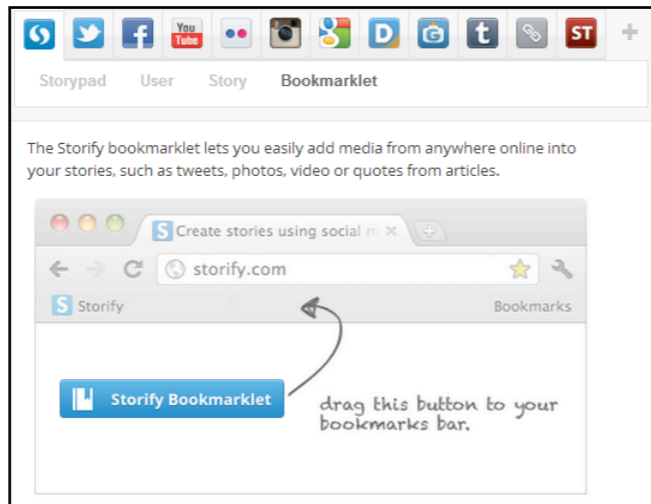 You
Tube
ST
Storypad User Story Bookmarklet
The Storify bookmarklet lets you easily add media from anywhere online into
your stories, such as tweets, photos, video or quotes from articles.
Create stories using social
storify.com
S Storify Bookmarks
Storify Bookmarklet
drag this button to your
bookmarks bar.